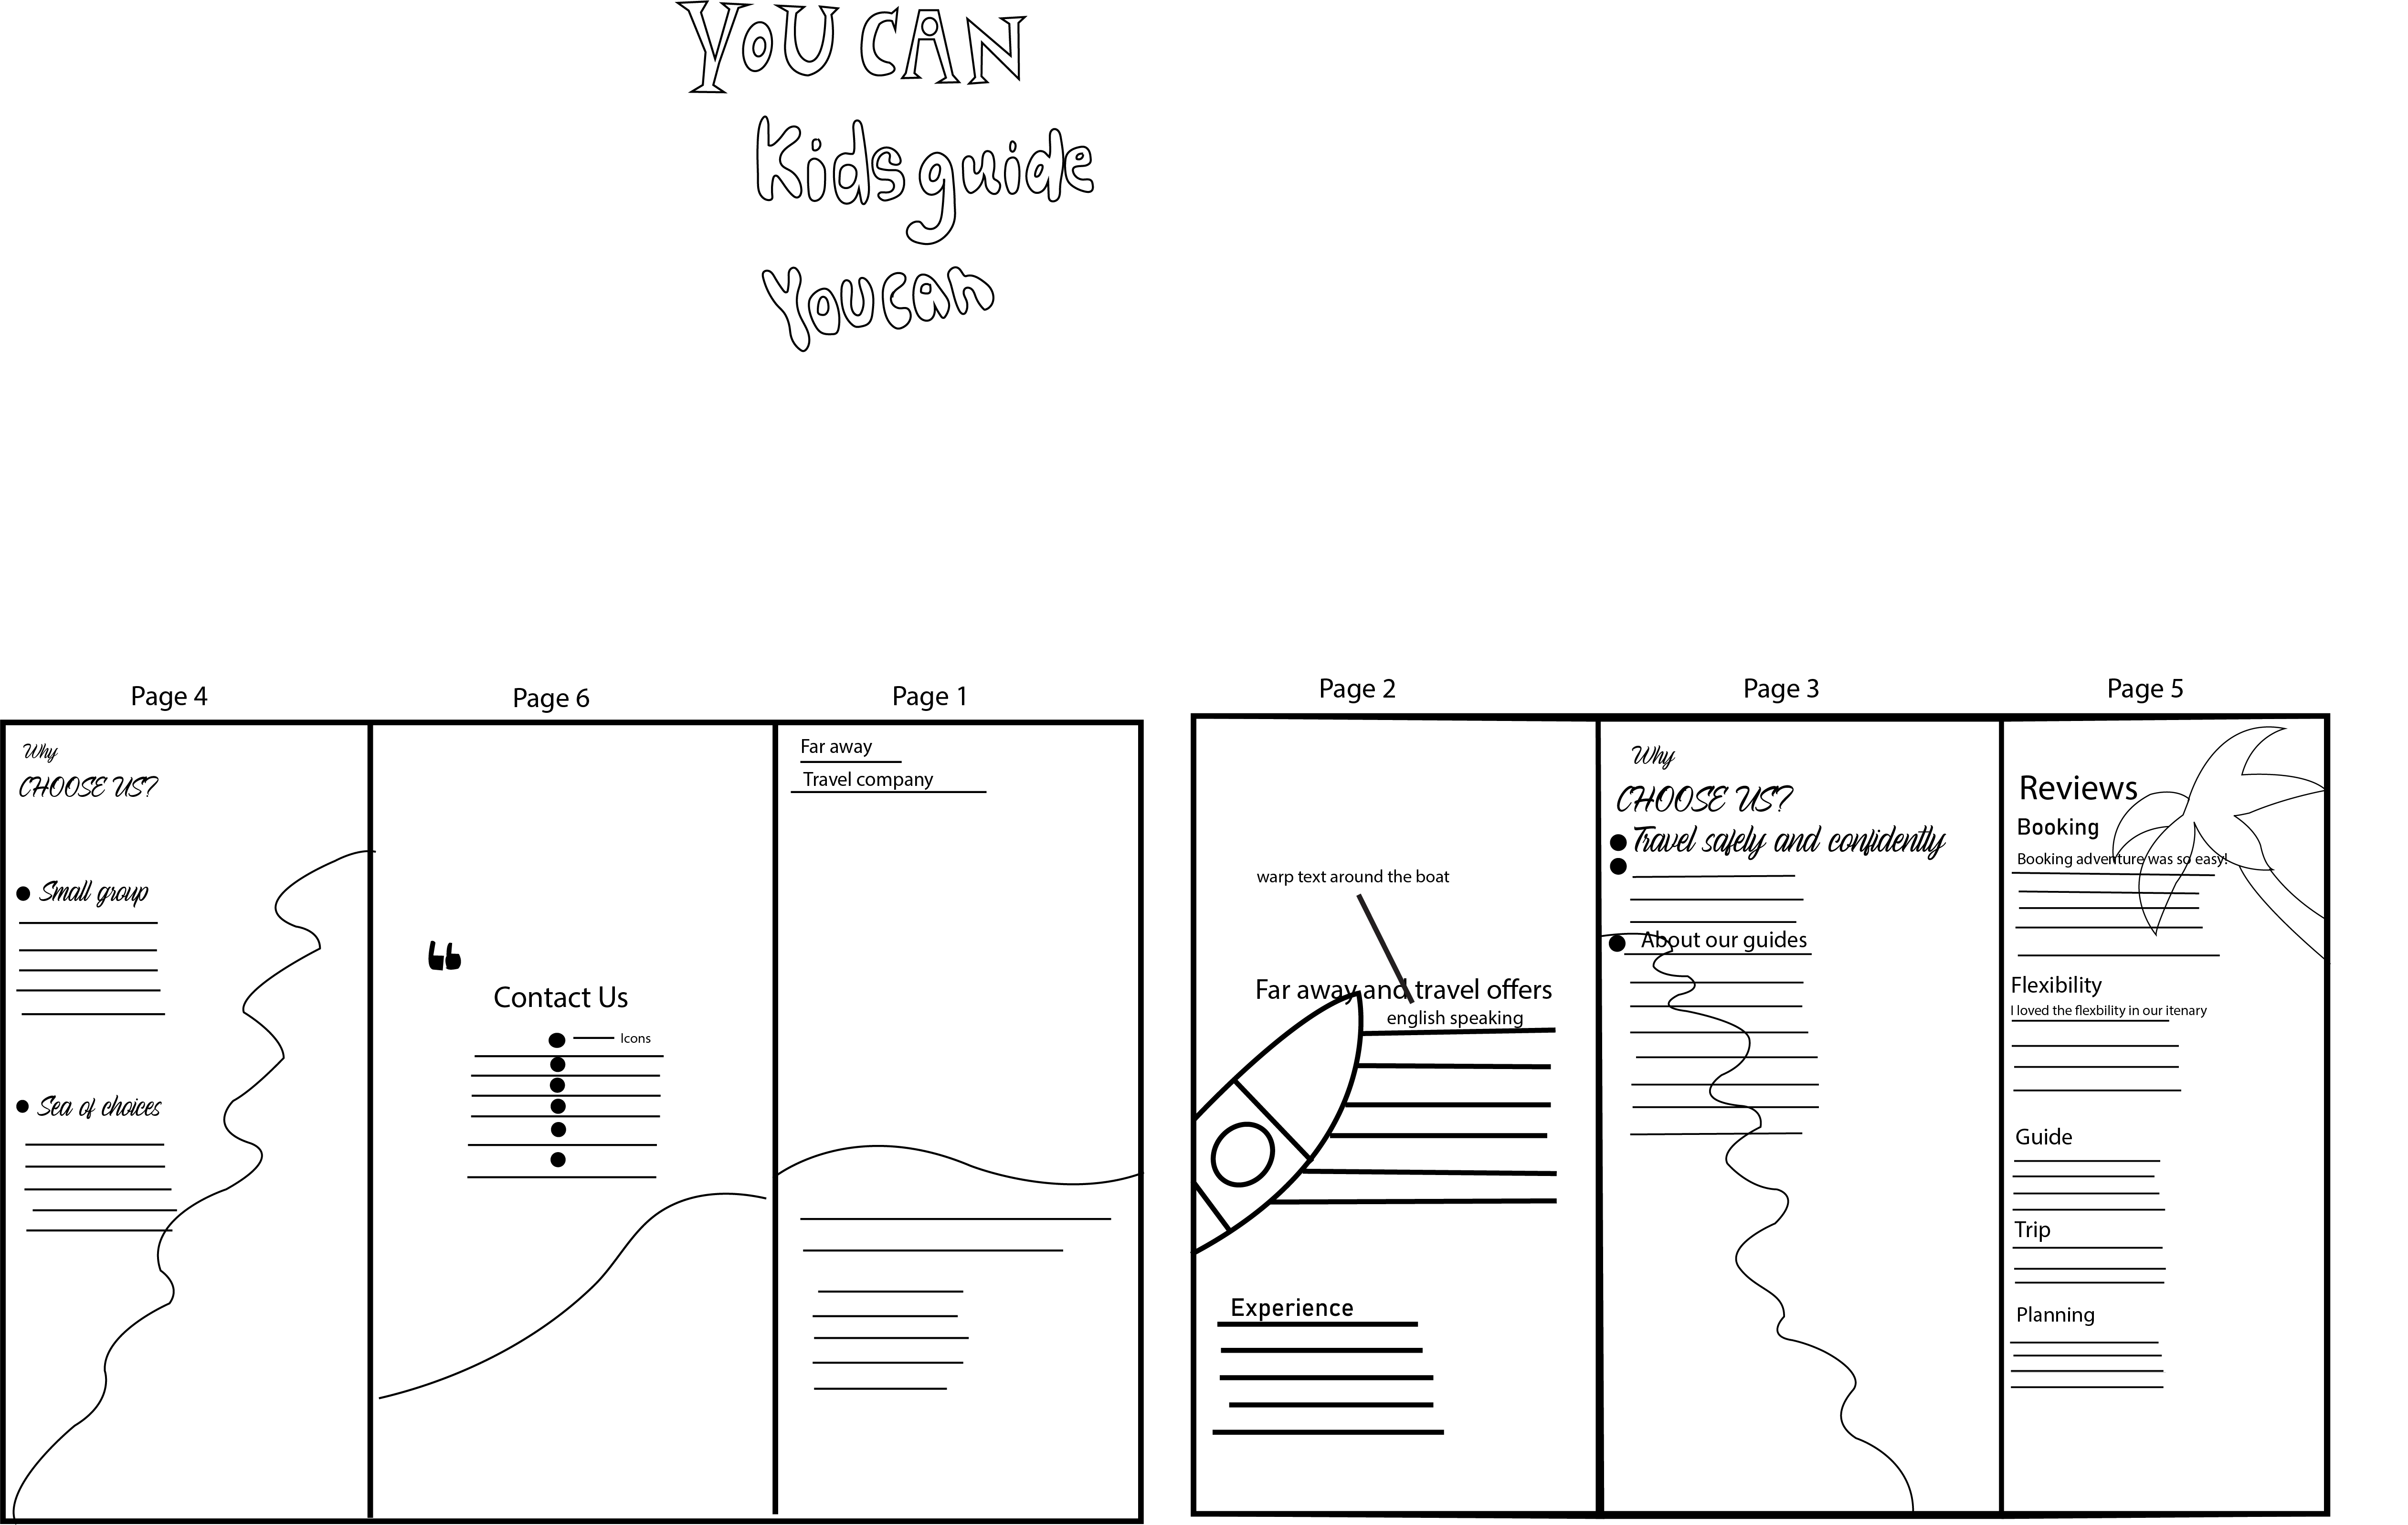 YOU CAN
Kids guide
Youcan
Page 4
Page 6
Page 1
Why
CHOOSE US?
Small group
Sea of choices
❝
Contact Us
Icons
Far away
Travel company
Page 2
Page 3
Page 5
warp text around the boat
Far away and travel offers
english speaking
Experience
Why
CHOOSE US?
Travel safely and confidently
About our guides
Reviews
Booking
Booking adventure was so easy!
Flexibility
I loved the flexbility in our itenary
Guide
Trip
Planning